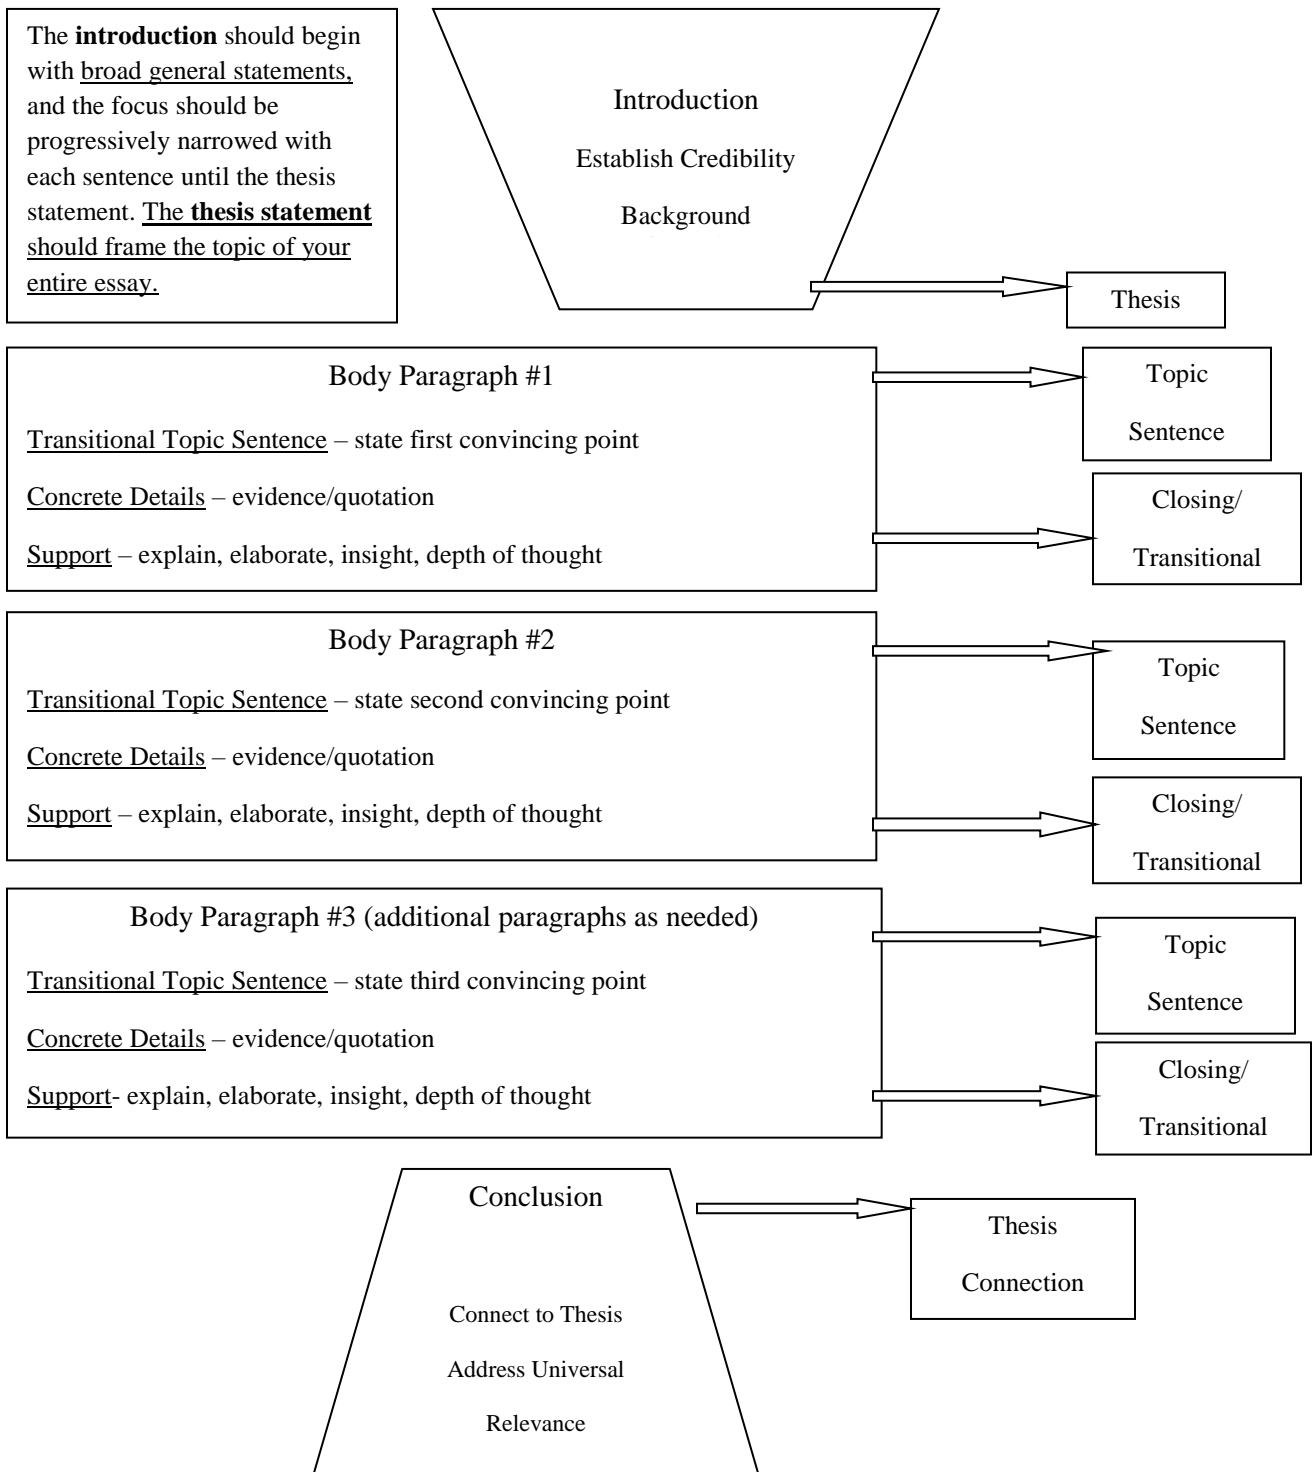 The introduction should begin
with broad general statements,
and the focus should be
progressively narrowed with
each sentence until the thesis
statement. The thesis statement
should frame the topic of your
entire essay.
Introduction
Establish Credibility
Background
Thesis
Body Paragraph #1
Transitional Topic Sentence – state first convincing point
Concrete Details – evidence/quotation
Support – explain, elaborate, insight, depth of thought
Topic
Sentence
Closing/
Transitional
Body Paragraph #2
Transitional Topic Sentence – state second convincing point
Concrete Details – evidence/quotation
Support – explain, elaborate, insight, depth of thought
Topic
Sentence
Closing/
Transitional
Body Paragraph #3 (additional paragraphs as needed)
Transitional Topic Sentence – state third convincing point
Concrete Details – evidence/quotation
Support- explain, elaborate, insight, depth of thought
Topic
Sentence
Closing/
Transitional
Conclusion
Connect to Thesis
Address Universal
Relevance
Thesis
Connection